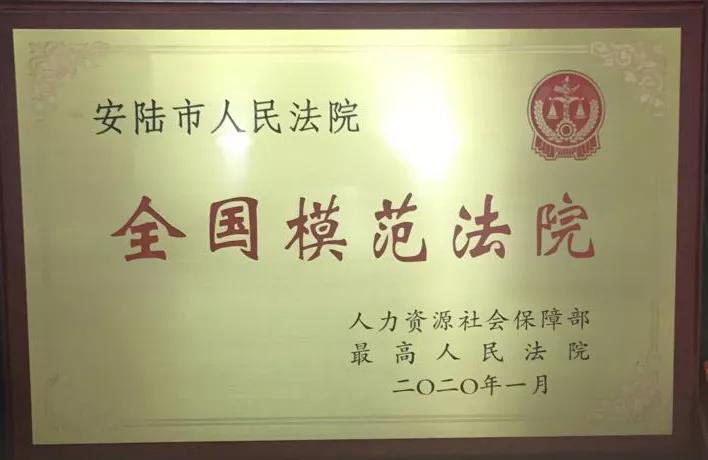 安陆市人民法院
全国模范法院
人力资源社会保障部
最高人民法院
二〇二〇年一月